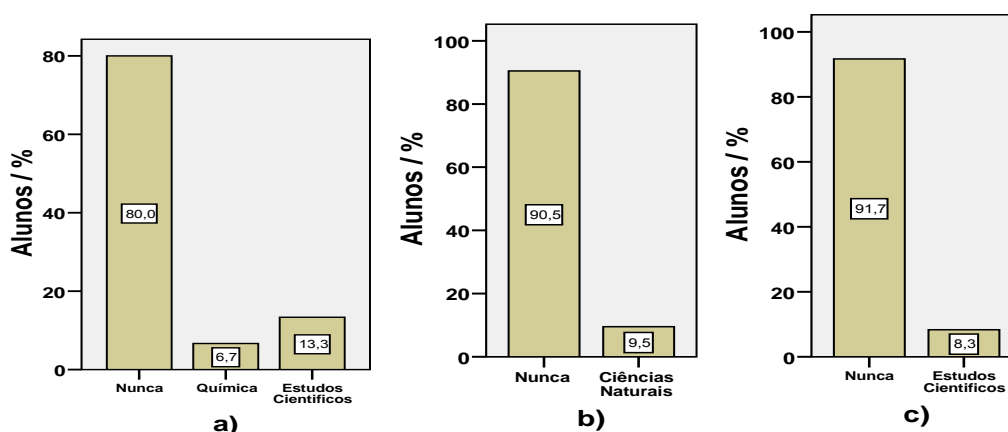 Alunos / %
80
60
40
20
0
80,0
6,7
13,3
Nunca
Química
Estudos
Cientificos
a)
Alunos / %
100
80
60
40
20
0
90,5
9,5
Nunca
Ciências
Naturais
b)
Alunos / %
100
80
60
40
20
0
91,7
8,3
Nunca
Estudos
Cientificos
c)